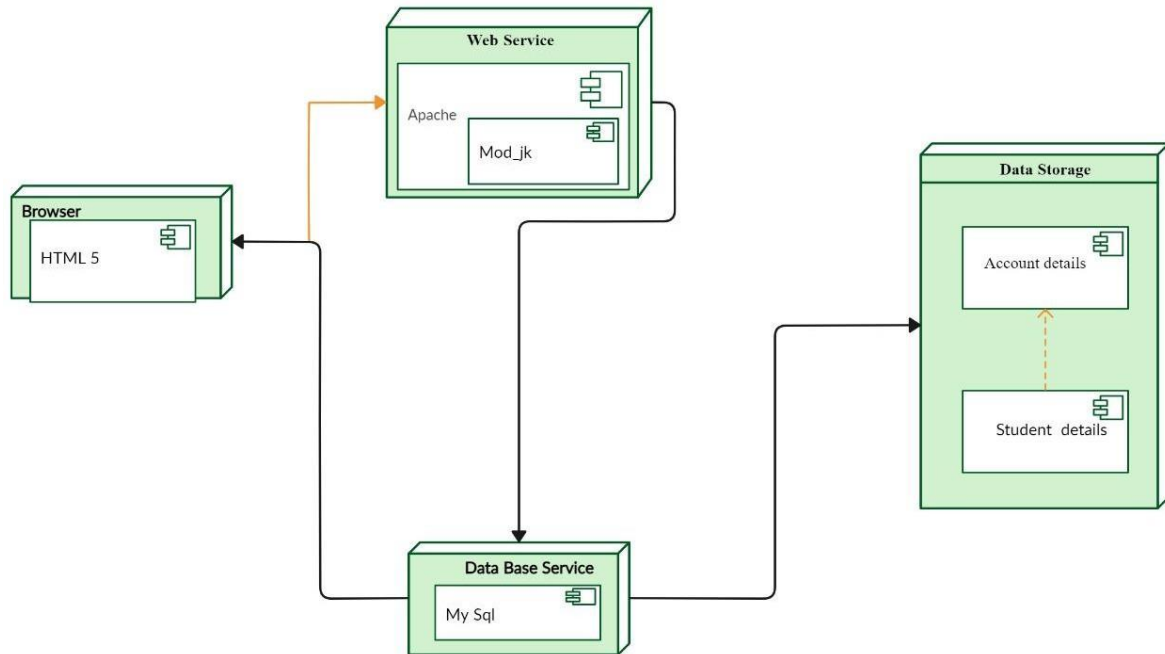 Web Service
Apache
Mod_jk
Data Storage
Browser
HTML 5
Account details
Student details
Data Base Service
My Sql